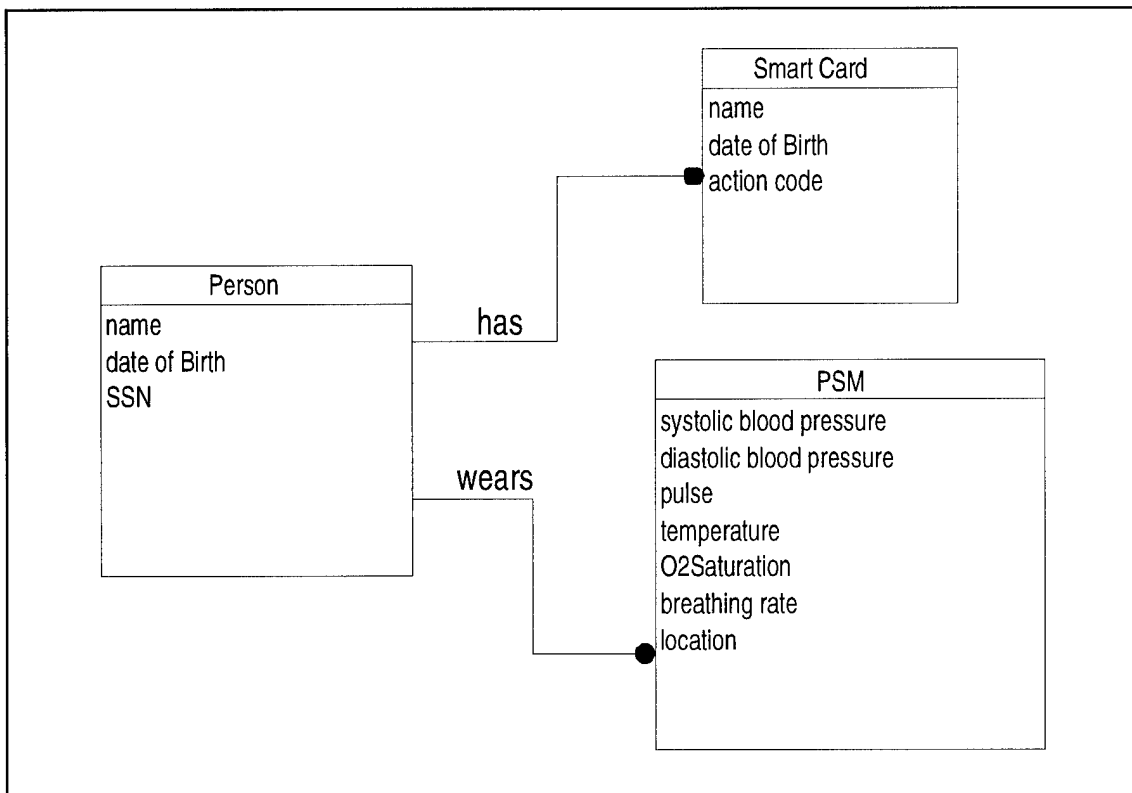 Smart Card
name
date of Birth
action code
Person
name
date of Birth
SSN
has
wears
PSM
systolic blood pressure
diastolic blood pressure
pulse
temperature
O2Saturation
breathing rate
location